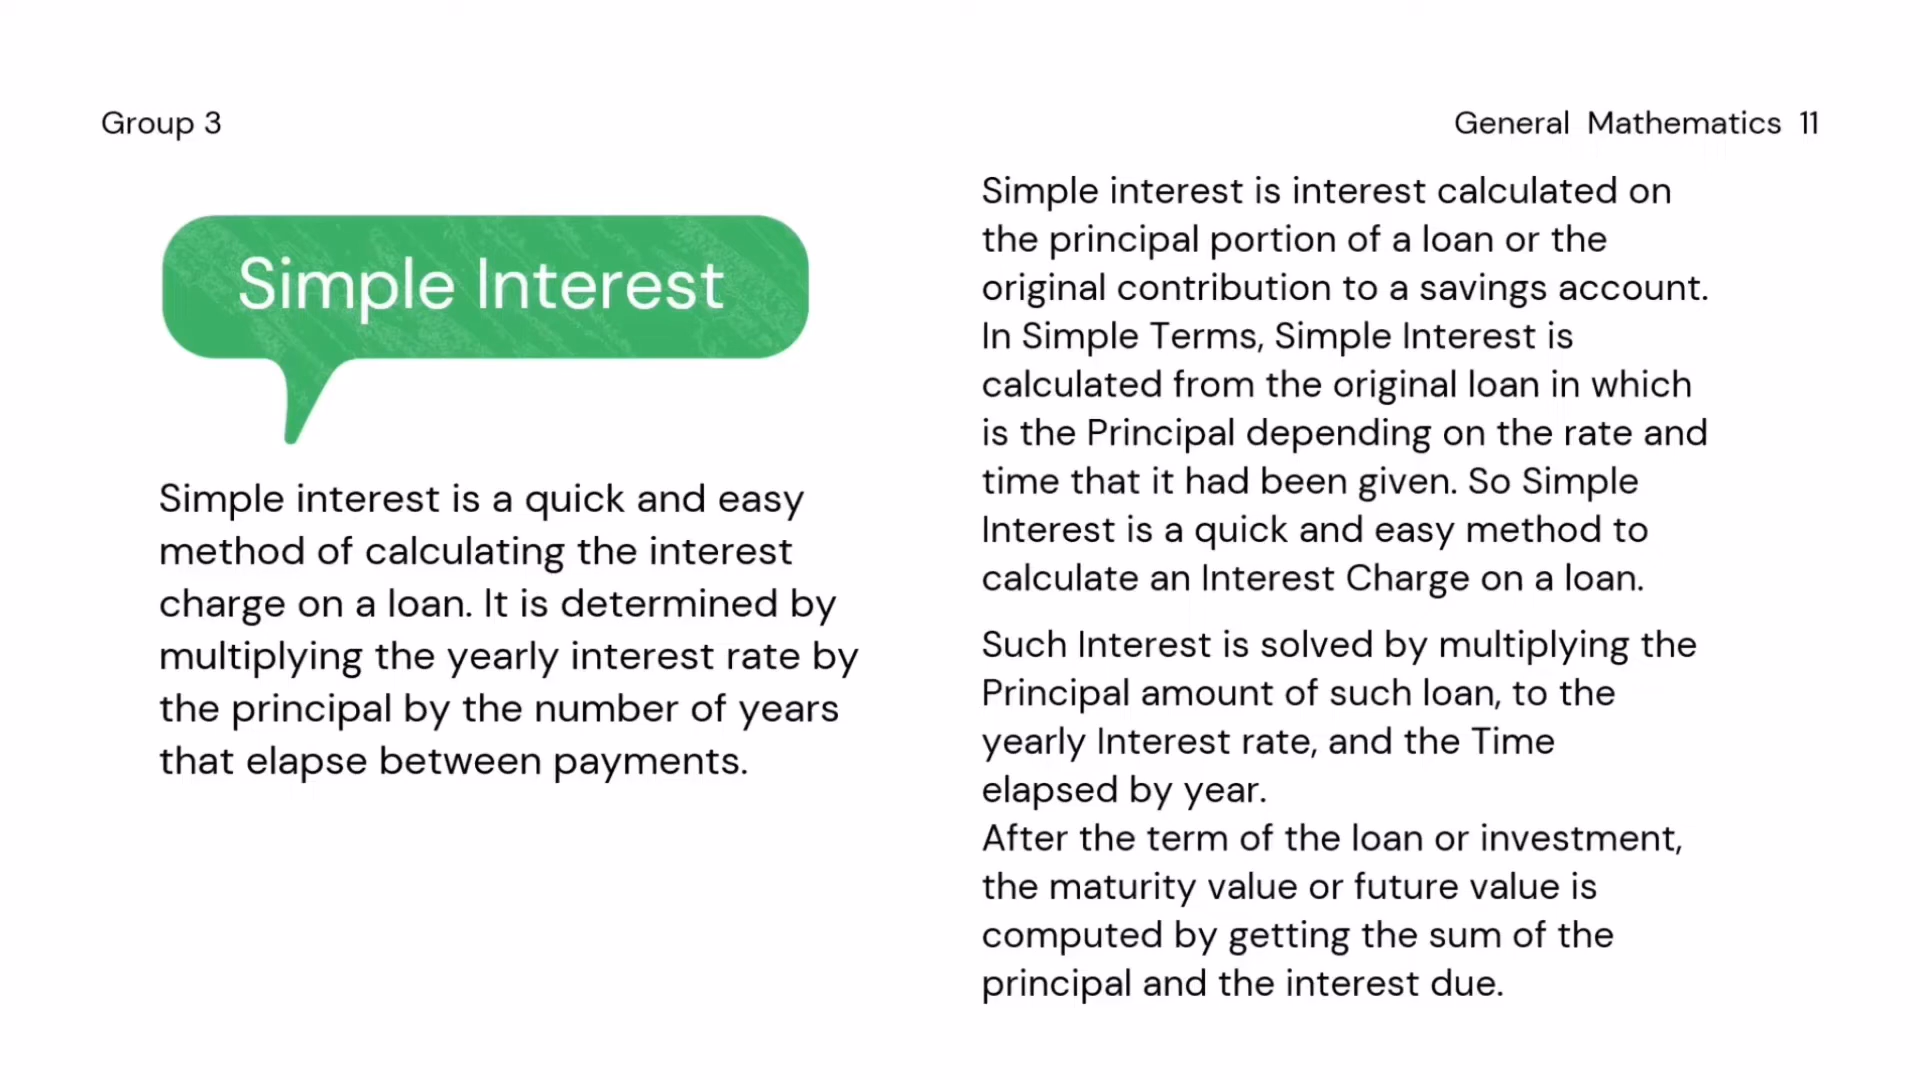 Group 3
General Mathematics 11
Simple Interest
Simple interest is a quick and easy
method of calculating the interest
charge on a loan. It is determined by
multiplying the yearly interest rate by
the principal by the number of years
that elapse between payments.
Simple interest is interest calculated on
the principal portion of a loan or the
original contribution to a savings account.
In Simple Terms, Simple Interest is
calculated from the original loan in which
is the Principal depending on the rate and
time that it had been given. So Simple
Interest is a quick and easy method to
calculate an Interest Charge on a loan.
Such Interest is solved by multiplying the
Principal amount of such loan, to the
yearly Interest rate, and the Time
elapsed by year.
After the term of the loan or investment,
the maturity value or future value is
computed by getting the sum of the
principal and the interest due.